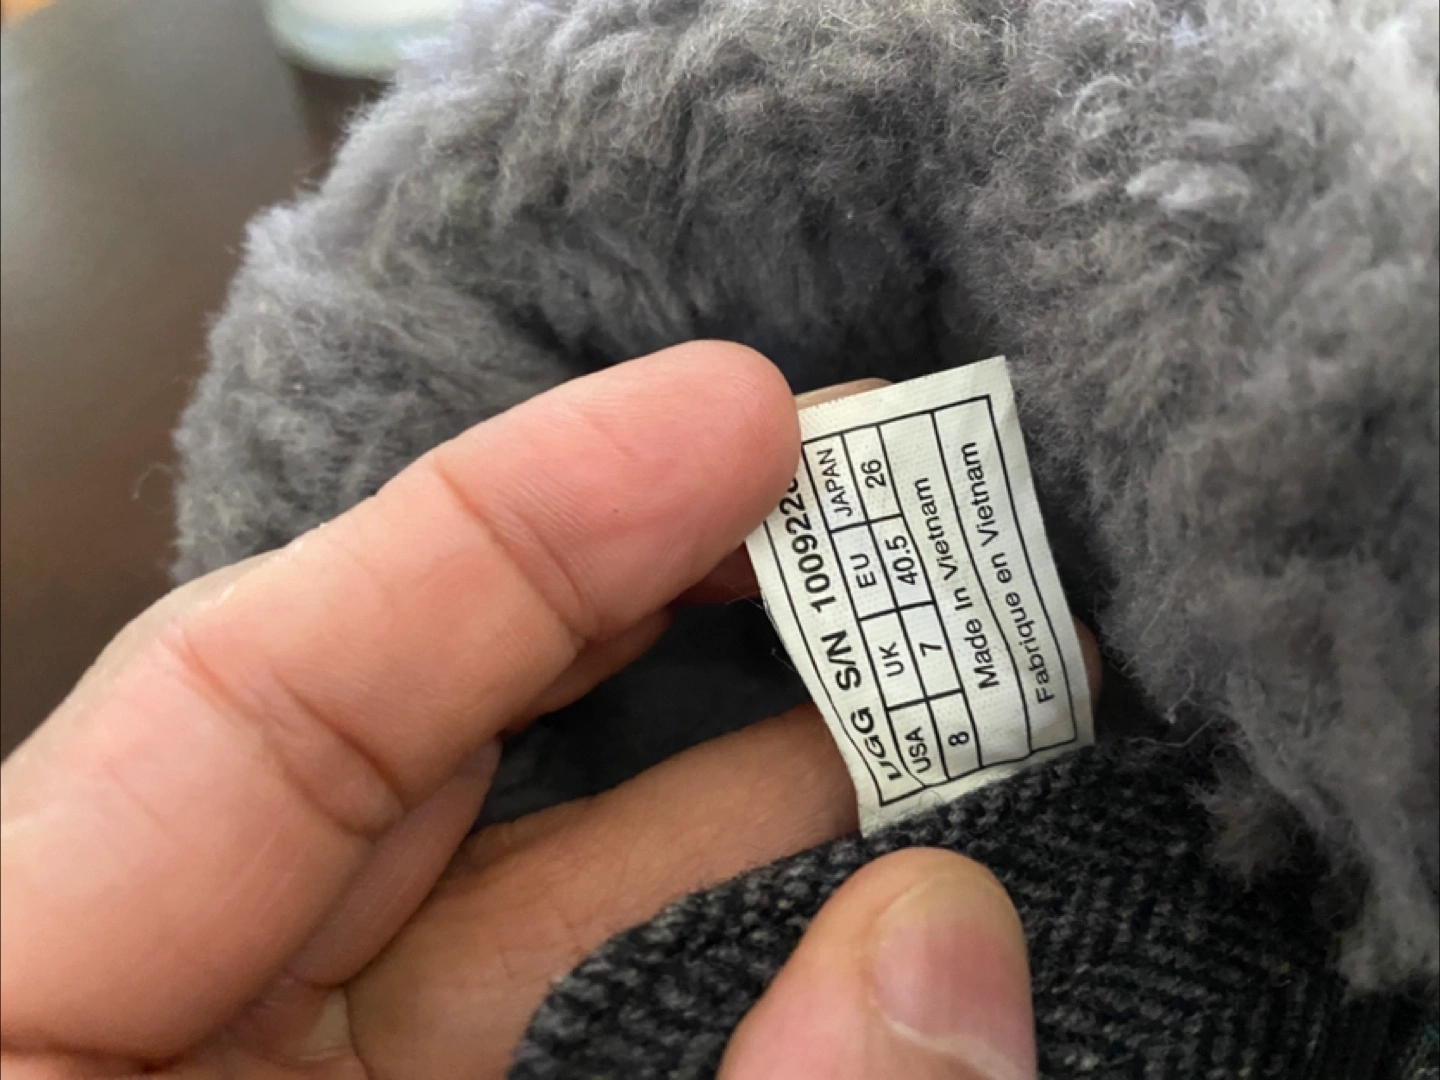 UGG S/N 100922
USA UK EU JAPAN
8 7 40.5 26
Made In Vietnam
Fabrique en Vietnam